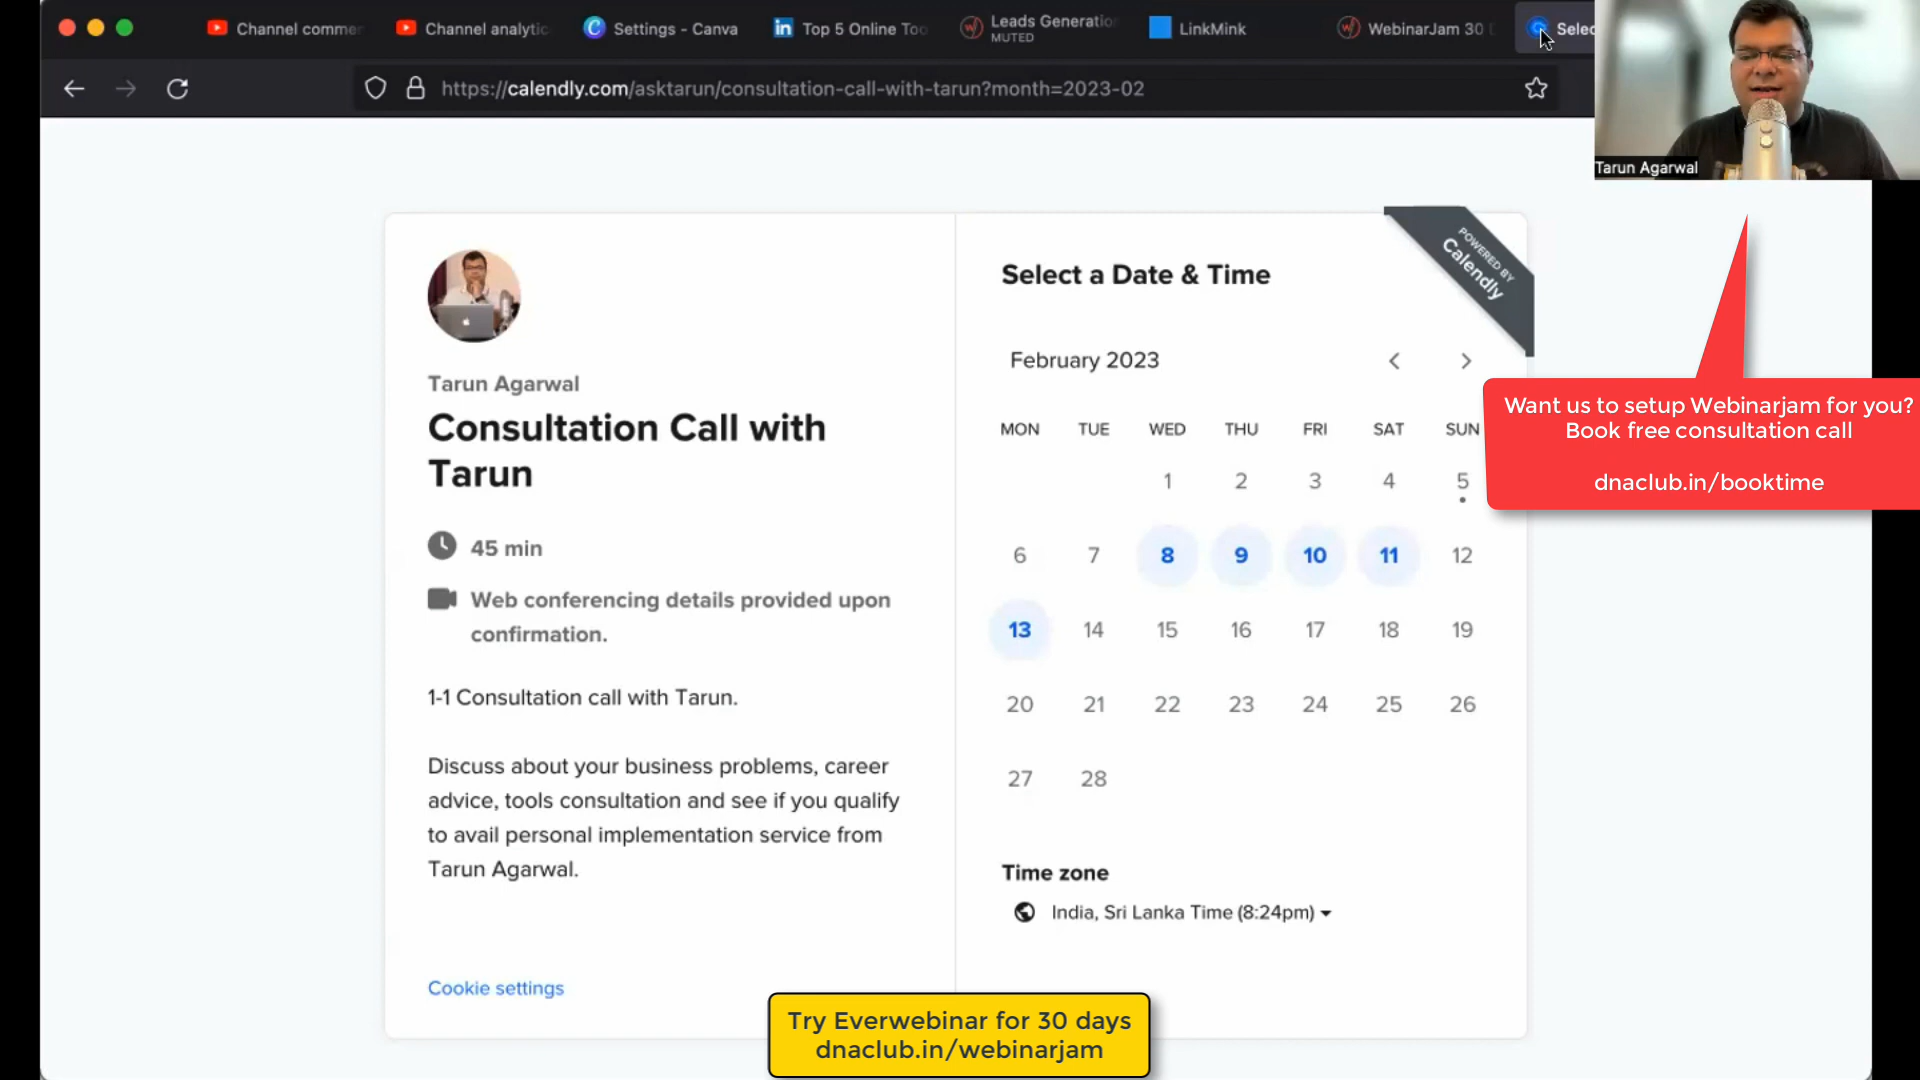 Channel commer
Channel analytic
Settings - Canva
in Top 5 Online Too
Leads Generatio
MUTED
LinkMink
WebinarJam 30 D
Selec
https://calendly.com/asktarun/consultation-call-with-tarun?month=2023-02
Tarun Agarwal
POWERED BY
Calendly
Tarun Agarwal
Consultation Call with
Tarun
45 min
Web conferencing details provided upon
confirmation.
1-1 Consultation call with Tarun.
Discuss about your business problems, career
advice, tools consultation and see if you qualify
to avail personal implementation service from
Tarun Agarwal.
Cookie settings
Select a Date & Time
February 2023
MON TUE WED THU FRI SAT SUN
1 2 3 4 5
6 7 8 9 10 11 12
13 14 15 16 17 18 19
20 21 22 23 24 25 26
27 28
Time zone
India, Sri Lanka Time (8:24pm)
Want us to setup Webinarjam for you?
Book free consultation call
dnaclub.in/booktime
Try Everwebinar for 30 days
dnaclub.in/webinarjam